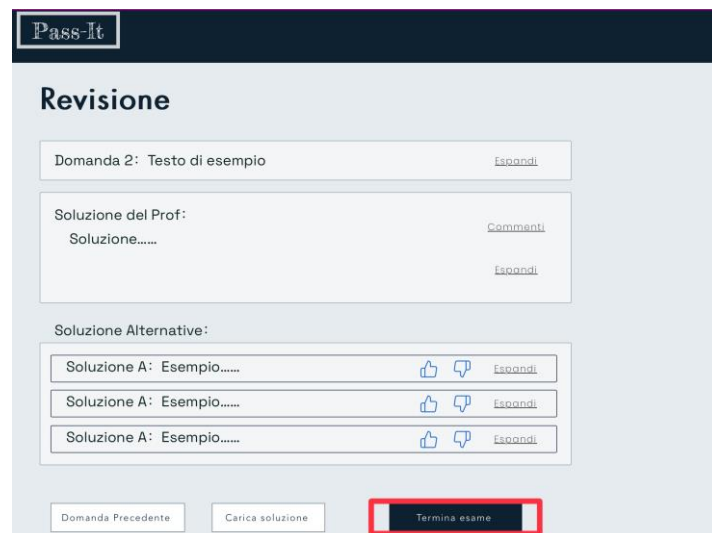 Pass-It
Revisione
Domanda 2: Testo di esempio Espandi
Soluzione del Prof:
Commenti
Soluzione......
Espandi
Soluzione Alternative:
Soluzione A: Esempio...... Espandi
Soluzione A: Esempio...... Espandi
Soluzione A: Esempio...... Espandi
Domanda Precedente Carica soluzione Termina esame